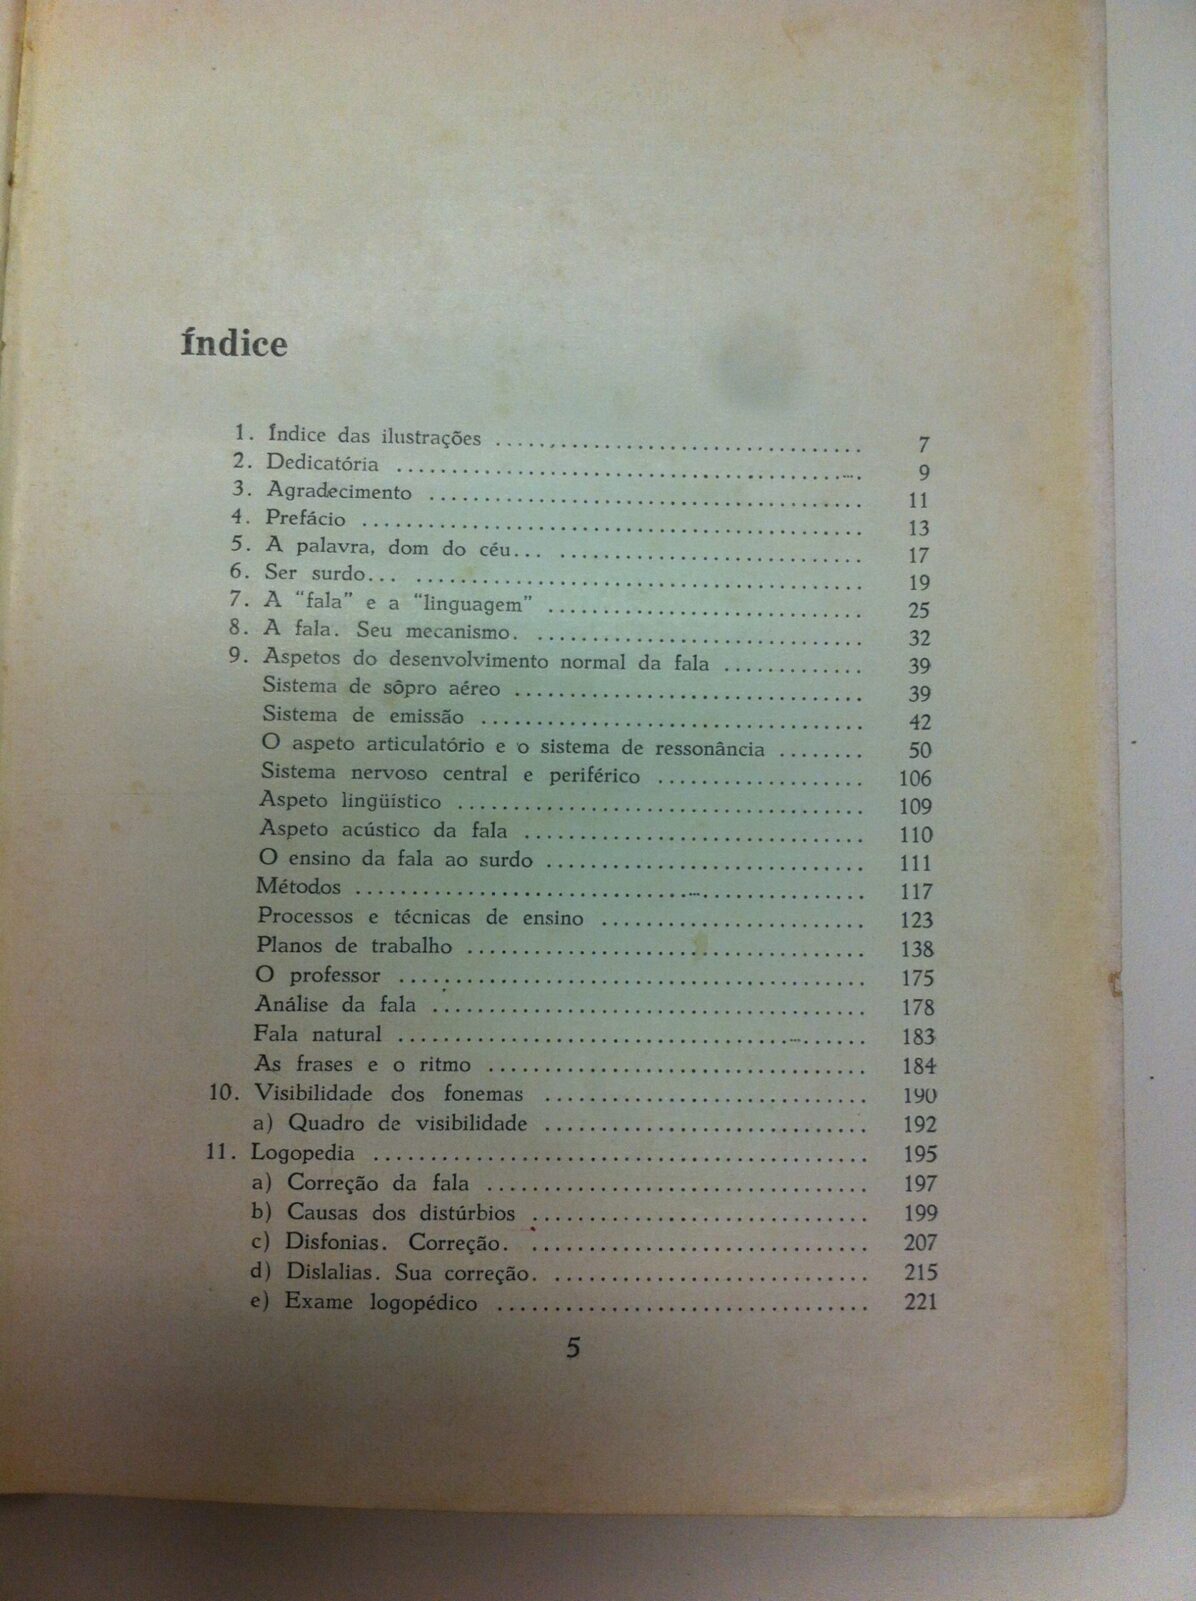 Índice
1. Índice das ilustrações ........................................ 7
2. Dedicatória ........................................ 9
3. Agradecimento ........................................ 11
4. Prefácio ........................................ 13
5. A palavra, dom do céu... ........................................ 17
6. Ser surdo... ........................................ 19
7. A "fala" e a "linguagem" ........................................ 25
8. A fala. Seu mecanismo. ........................................ 32
9. Aspetos do desenvolvimento normal da fala ............. 39
Sistema de sôpro aéreo ........................................ 39
Sistema de emissão ........................................ 42
O aspeto articulatório e o sistema de ressonância ........ 50
Sistema nervoso central e periférico ................... 106
Aspeto lingüístico ........................................ 109
Aspeto acústico da fala ........................................ 110
O ensino da fala ao surdo ........................................ 111
Métodos ........................................ 117
Processos e técnicas de ensino ........................ 123
Planos de trabalho ........................................ 138
O professor ........................................ 175
Análise da fala ........................................ 178
Fala natural ........................................ 183
As frases e o ritmo ........................................ 184
10. Visibilidade dos fonemas ............................. 190
a) Quadro de visibilidade ............................. 192
11. Logopedia ........................................ 195
a) Correção da fala ........................................ 197
b) Causas dos distúrbios ............................... 199
c) Disfonias. Correção. ............................... 207
d) Dislalias. Sua correção. ............................. 215
e) Exame logopédico .................................. 221
5